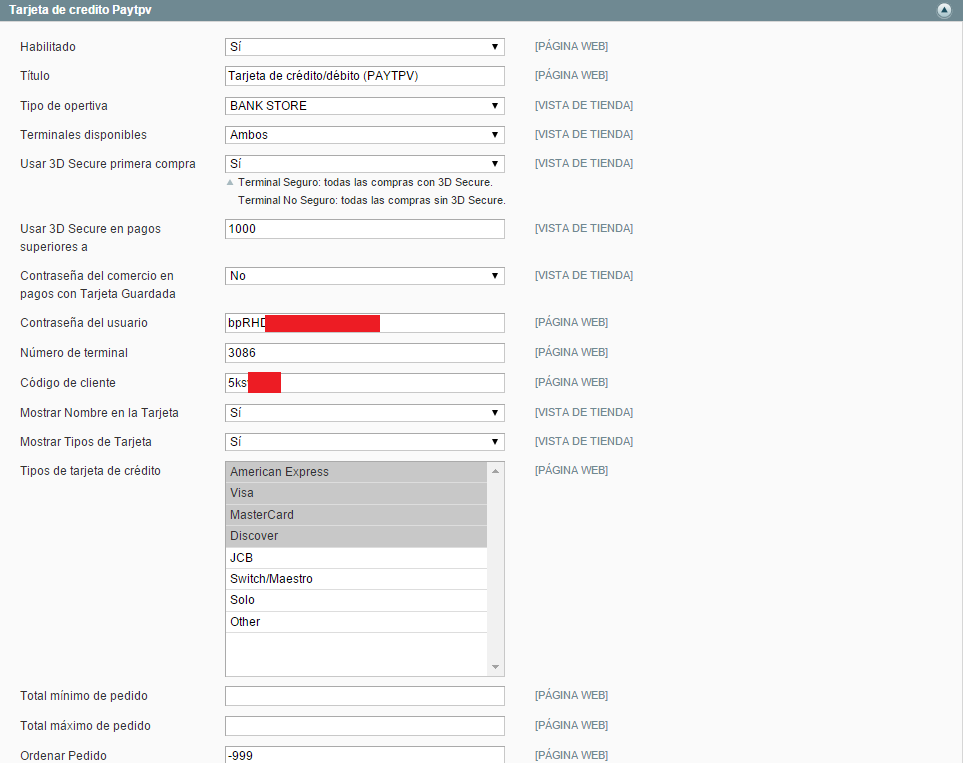 Tarjeta de credito Paytpv
Habilitado Sí [PÁGINA WEB]
Título Tarjeta de crédito/débito (PAYTPV) [PÁGINA WEB]
Tipo de opertiva BANK STORE [VISTA DE TIENDA]
Terminales disponibles Ambos [VISTA DE TIENDA]
Usar 3D Secure primera compra Sí [VISTA DE TIENDA]
Terminal Seguro: todas las compras con 3D Secure.
Terminal No Seguro: todas las compras sin 3D Secure.
Usar 3D Secure en pagos 1000 [VISTA DE TIENDA]
superiores a
Contraseña del comercio en No [VISTA DE TIENDA]
pagos con Tarjeta Guardada
Contraseña del usuario bpRHD [PÁGINA WEB]
Número de terminal 3086 [PÁGINA WEB]
Código de cliente 5ks [PÁGINA WEB]
Mostrar Nombre en la Tarjeta Sí [VISTA DE TIENDA]
Mostrar Tipos de Tarjeta Sí [VISTA DE TIENDA]
Tipos de tarjeta de crédito American Express [PÁGINA WEB]
Visa
MasterCard
Discover
JCB
Switch/Maestro
Solo
Other
Total mínimo de pedido [PÁGINA WEB]
Total máximo de pedido [PÁGINA WEB]
Ordenar Pedido -999 [PÁGINA WEB]